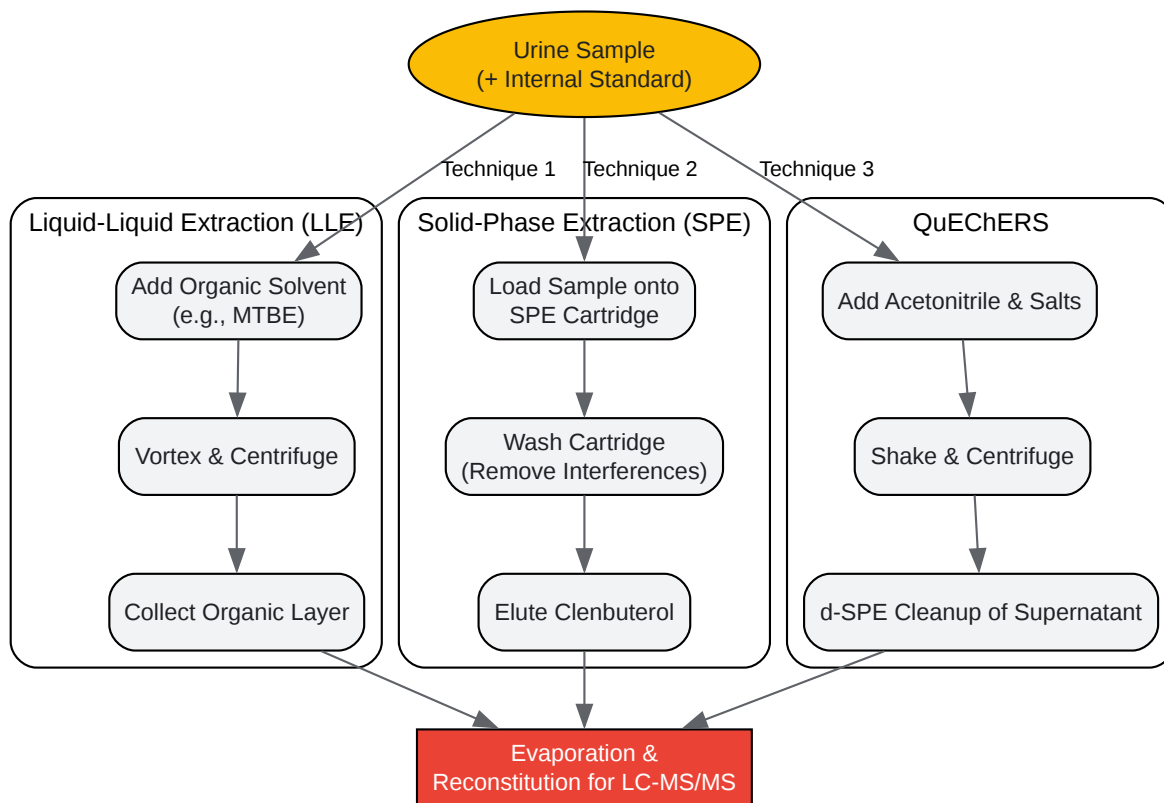 Urine Sample
(+ Internal Standard)
Technique 1
Technique 2
Technique 3
Liquid-Liquid Extraction (LLE)
Add Organic Solvent
(e.g., MTBE)
Vortex & Centrifuge
Collect Organic Layer
Solid-Phase Extraction (SPE)
Load Sample onto
SPE Cartridge
Wash Cartridge
(Remove Interferences)
Elute Clenbuterol
QuEChERS
Add Acetonitrile & Salts
Shake & Centrifuge
d-SPE Cleanup of Supernatant
Evaporation &
Reconstitution for LC-MS/MS